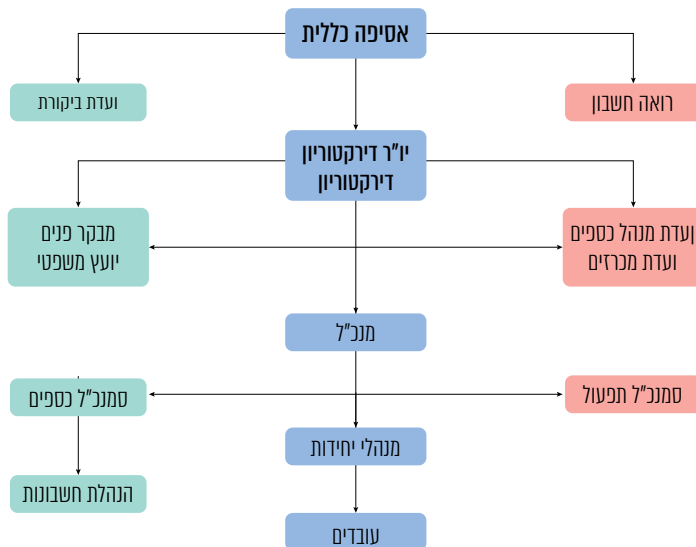 אסיפה כללית
רואה חשבון
ועדת ביקורת
יו"ר דירקטוריון
דירקטוריון
ןעדת מנהל כספים
ועדת מכרזים
מבקר פנים
יועץ משפטי
מנכ"ל
סמנכ"ל תפעול
סמנכ"ל כספים
מנהלי יחידות
הנהלת חשבונות
עובדים